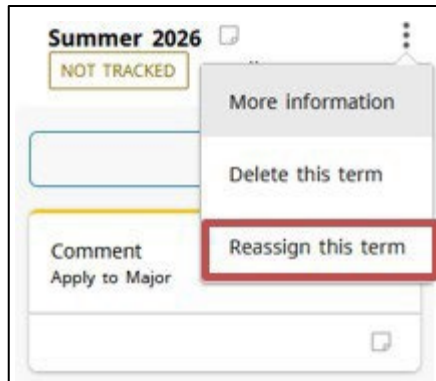 Summer 2026
NOT TRACKED
More information
Delete this term
Reassign this term
Comment
Apply to Major